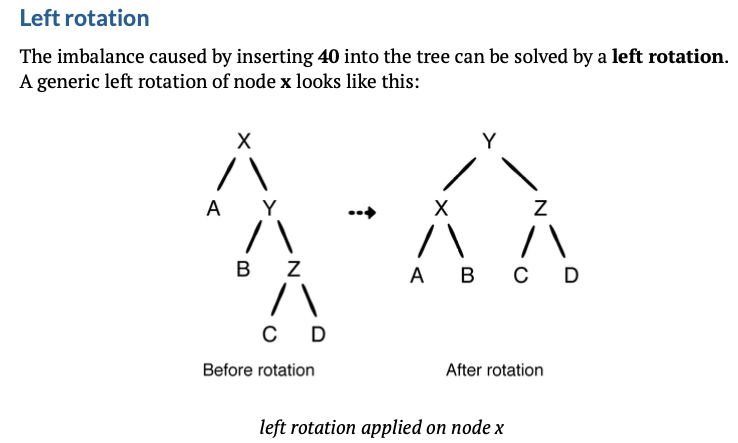 Left rotation
The imbalance caused by inserting 40 into the tree can be solved by a left rotation.
A generic left rotation of node x looks like this:
X Y
A Y X Z
B Z A B C D
C D
Before rotation After rotation
left rotation applied on node x